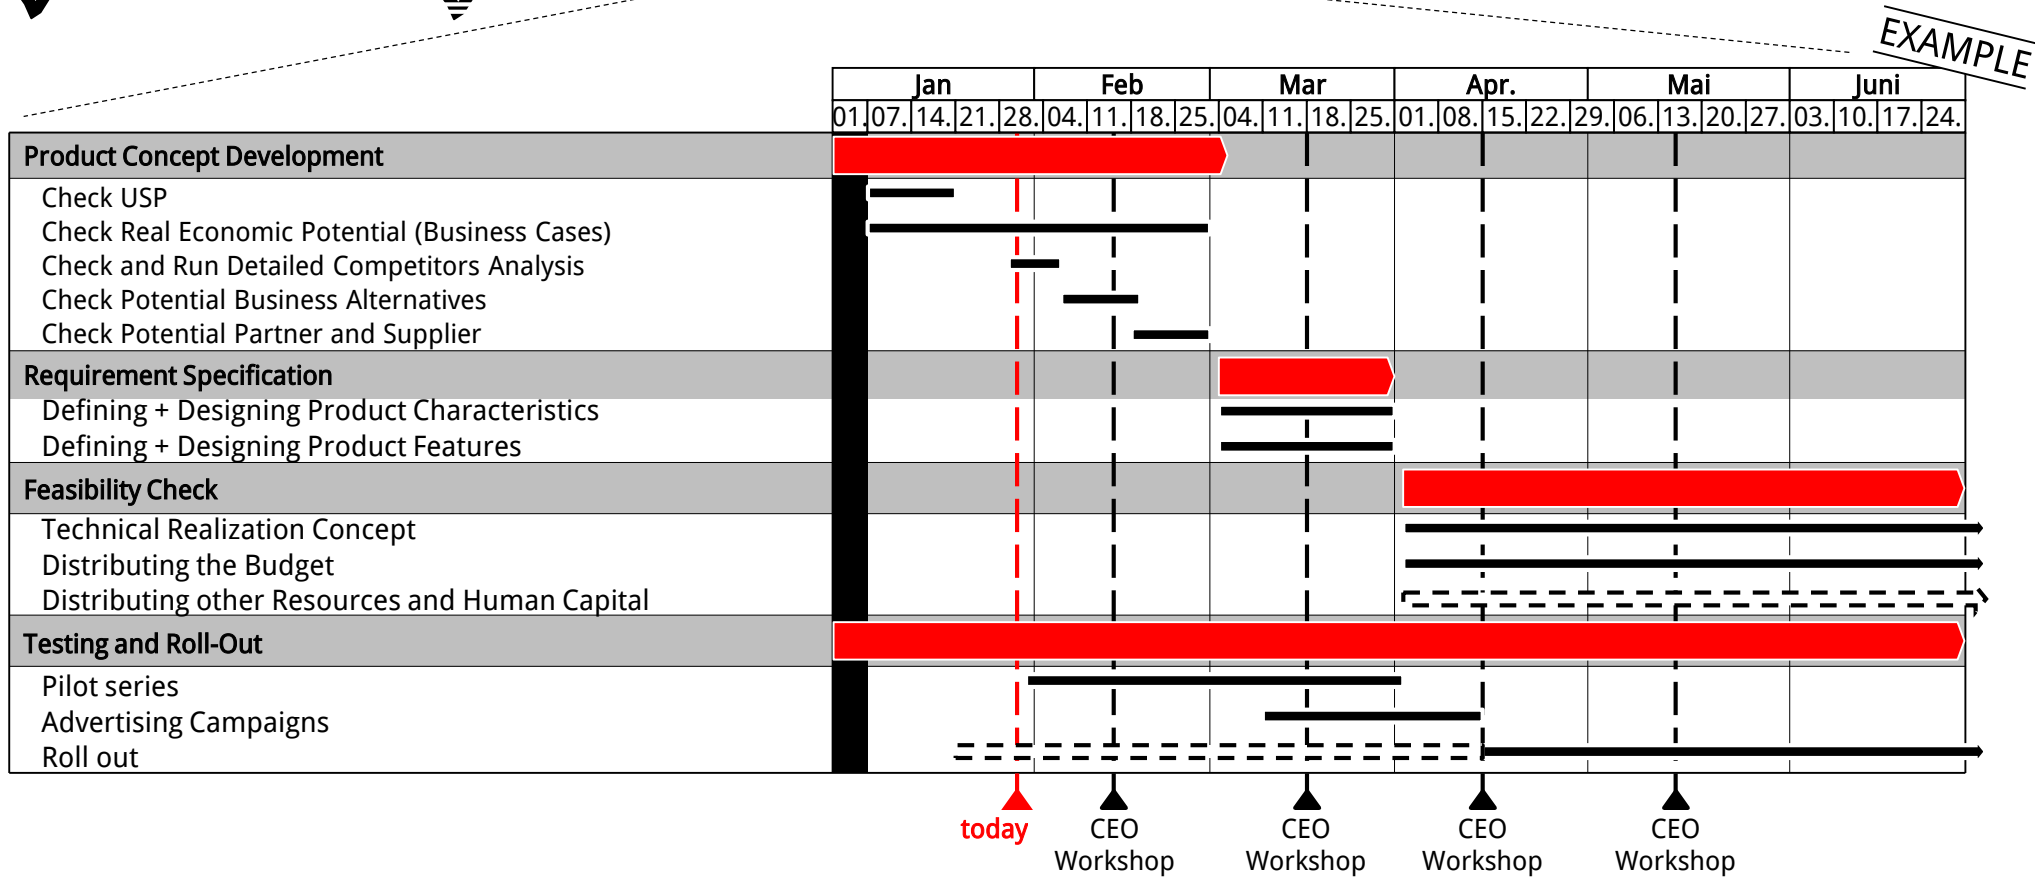 EXAMPLE
Jan Feb Mar Apr. Mai Juni
01. 07. 14. 21. 28. 04. 11. 18. 25. 04. 11. 18. 25. 01. 08. 15. 22. 29. 06. 13. 20. 27. 03. 10. 17. 24.
Product Concept Development
Check USP
Check Real Economic Potential (Business Cases)
Check and Run Detailed Competitors Analysis
Check Potential Business Alternatives
Check Potential Partner and Supplier
Requirement Specification
Defining + Designing Product Characteristics
Defining + Designing Product Features
Feasibility Check
Technical Realization Concept
Distributing the Budget
Distributing other Resources and Human Capital
Testing and Roll-Out
Pilot series
Advertising Campaigns
Roll out
today CEO CEO CEO CEO
Workshop Workshop Workshop Workshop